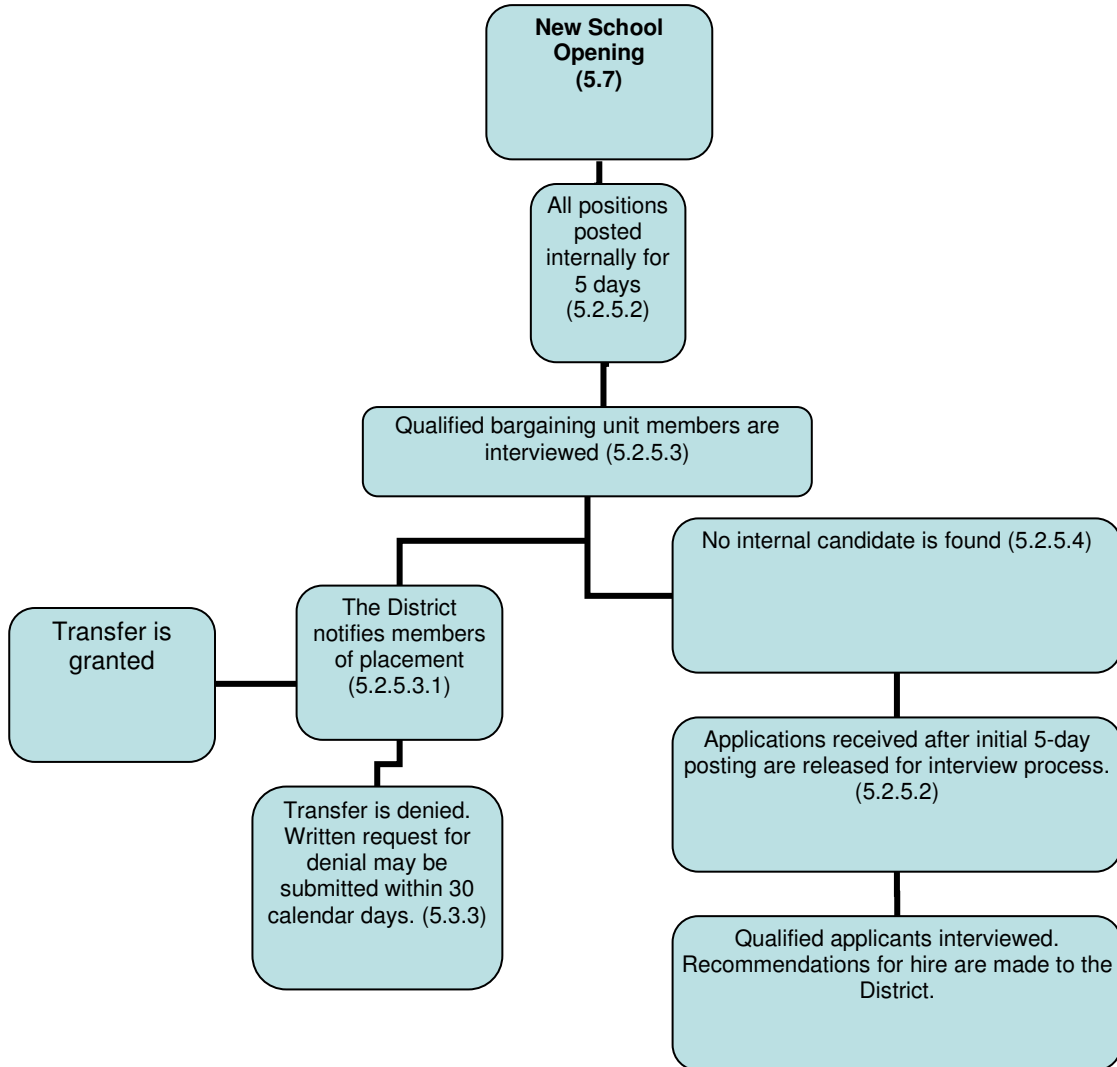 New School
Opening
(5.7)
All positions
posted
internally for
5 days
(5.2.5.2)
Qualified bargaining unit members are
interviewed (5.2.5.3)
No internal candidate is found (5.2.5.4)
The District
notifies members
of placement
(5.2.5.3.1)
Transfer is
granted
Applications received after initial 5-day
posting are released for interview process.
(5.2.5.2)
Transfer is denied.
Written request for
denial may be
submitted within 30
calendar days. (5.3.3)
Qualified applicants interviewed.
Recommendations for hire are made to the
District.